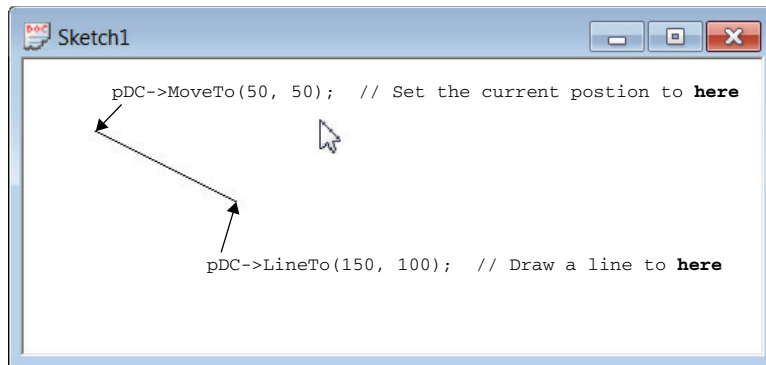 DOC
Sketch1
pDC->MoveTo(50, 50);  // Set the current postion to here
pDC->LineTo(150, 100);  // Draw a line to here